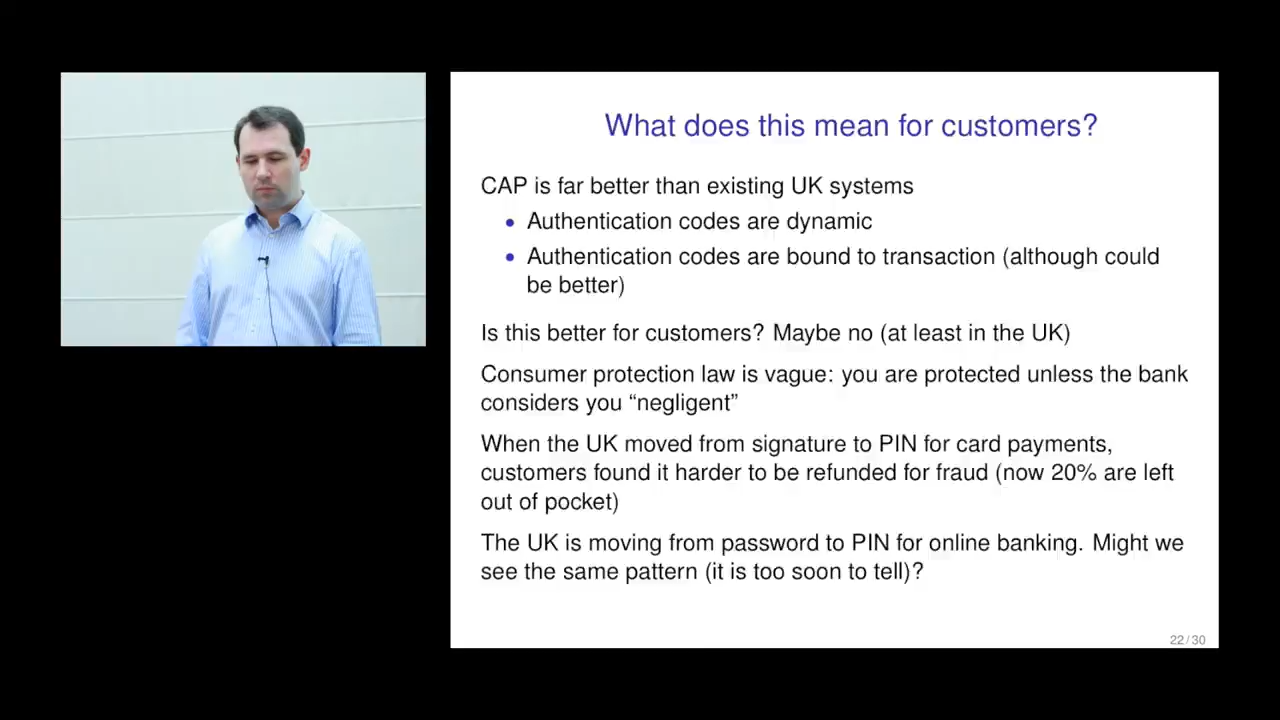 What does this mean for customers?
CAP is far better than existing UK systems
• Authentication codes are dynamic
• Authentication codes are bound to transaction (although could
be better)
Is this better for customers? Maybe no (at least in the UK)
Consumer protection law is vague: you are protected unless the bank
considers you “negligent”
When the UK moved from signature to PIN for card payments,
customers found it harder to be refunded for fraud (now 20% are left
out of pocket)
The UK is moving from password to PIN for online banking. Might we
see the same pattern (it is too soon to tell)?
22 / 30